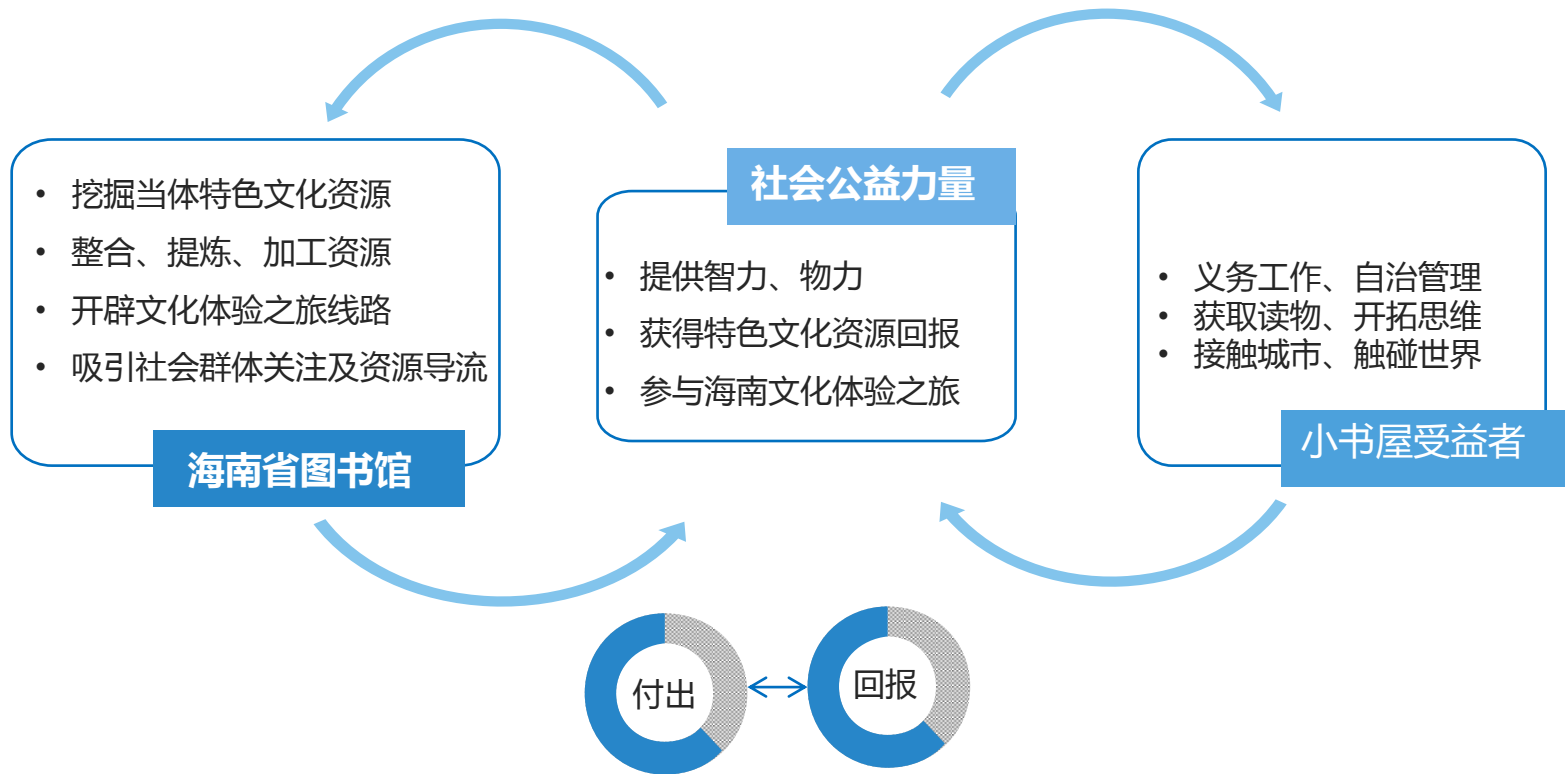 • 挖掘当体特色文化资源
• 整合、提炼、加工资源
• 开辟文化体验之旅线路
• 吸引社会群体关注及资源导流
海南省图书馆
社会公益力量
• 提供智力、物力
• 获得特色文化资源回报
• 参与海南文化体验之旅
• 义务工作、自治管理
• 获取读物、开拓思维
• 接触城市、触碰世界
小书屋受益者
付出
回报